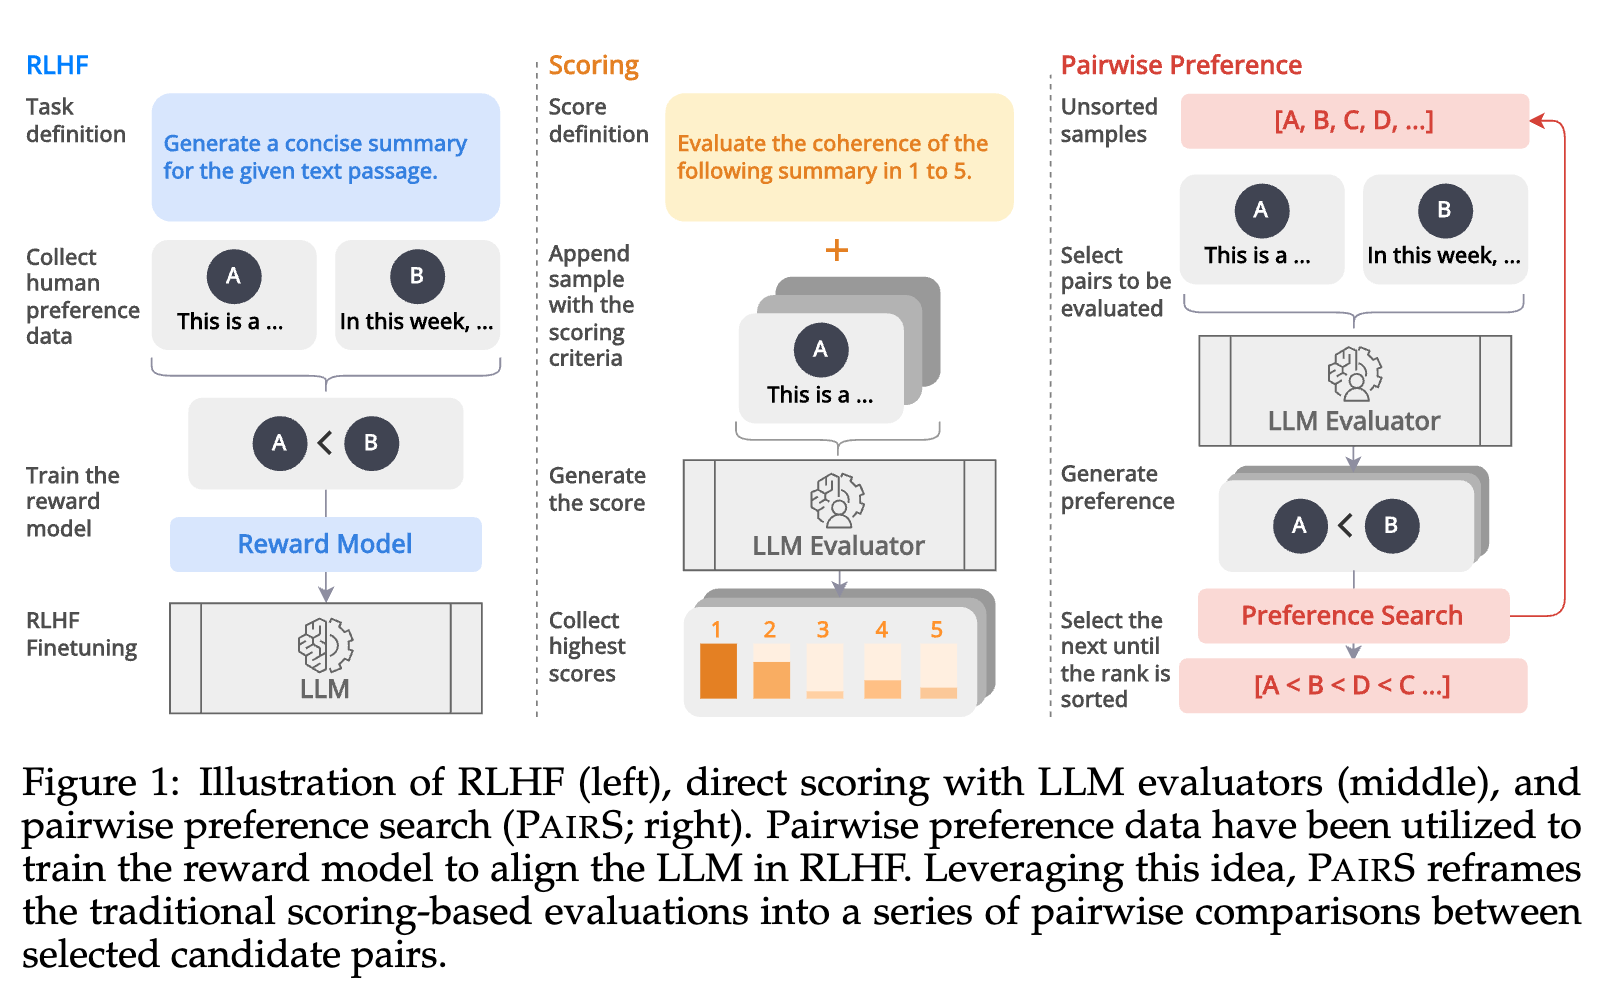 RLHF
Task
definition
Generate a concise summary
for the given text passage.
Collect
human
preference
data
A
This is a ...
B
In this week, ...
A < B
Train the
reward
model
Reward Model
RLHF
Finetuning
LLM
Scoring
Score
definition
Evaluate the coherence of the
following summary in 1 to 5.
+
Append
sample
with the
scoring
criteria
A
This is a ...
Generate
the score
LLM Evaluator
Collect
highest
scores
1 2 3 4 5
Pairwise Preference
Unsorted
samples
[A, B, C, D, ...]
Select
pairs to be
evaluated
A
This is a ...
B
In this week, ...
LLM Evaluator
Generate
preference
A < B
Preference Search
Select the
next until
the rank is
sorted
[A < B < D < C ...]
Figure 1: Illustration of RLHF (left), direct scoring with LLM evaluators (middle), and
pairwise preference search (PAIRS; right). Pairwise preference data have been utilized to
train the reward model to align the LLM in RLHF. Leveraging this idea, PAIRS reframes
the traditional scoring-based evaluations into a series of pairwise comparisons between
selected candidate pairs.